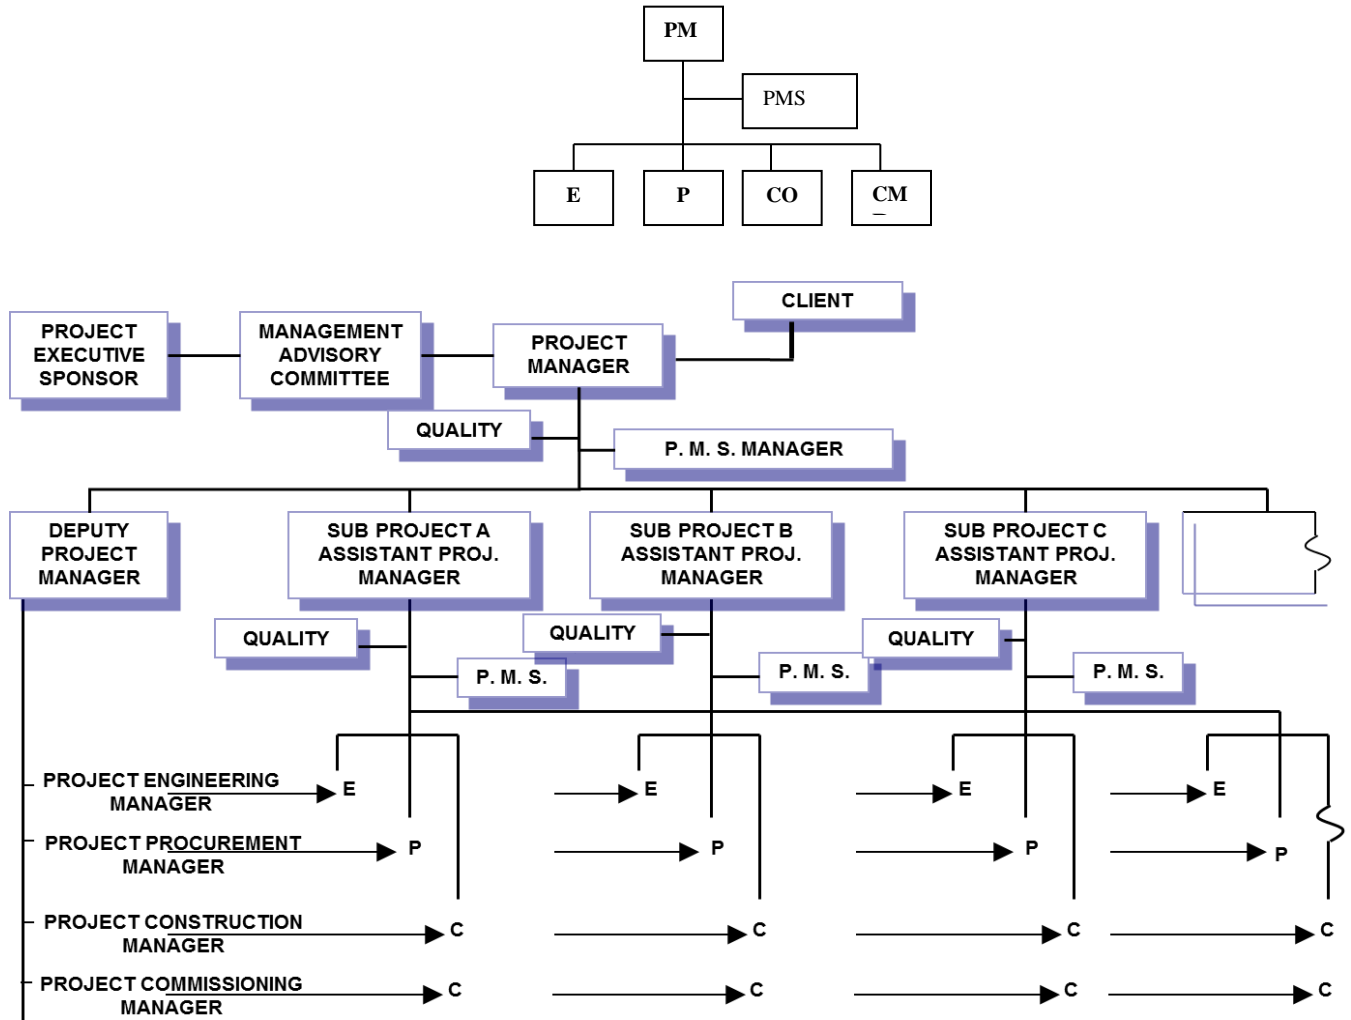 PM
PMS
E
P
CO
CM
CLIENT
PROJECT
EXECUTIVE
SPONSOR
MANAGEMENT
ADVISORY
COMMITTEE
PROJECT
MANAGER
QUALITY
P. M. S. MANAGER
DEPUTY
PROJECT
MANAGER
SUB PROJECT A
ASSISTANT PROJ.
MANAGER
SUB PROJECT B
ASSISTANT PROJ.
MANAGER
SUB PROJECT C
ASSISTANT PROJ.
MANAGER
QUALITY
P. M. S.
QUALITY
P. M. S.
QUALITY
P. M. S.
PROJECT ENGINEERING
MANAGER
E
E
E
E
PROJECT PROCUREMENT
MANAGER
P
P
P
P
PROJECT CONSTRUCTION
MANAGER
C
C
C
C
PROJECT COMMISSIONING
MANAGER
C
C
C
C